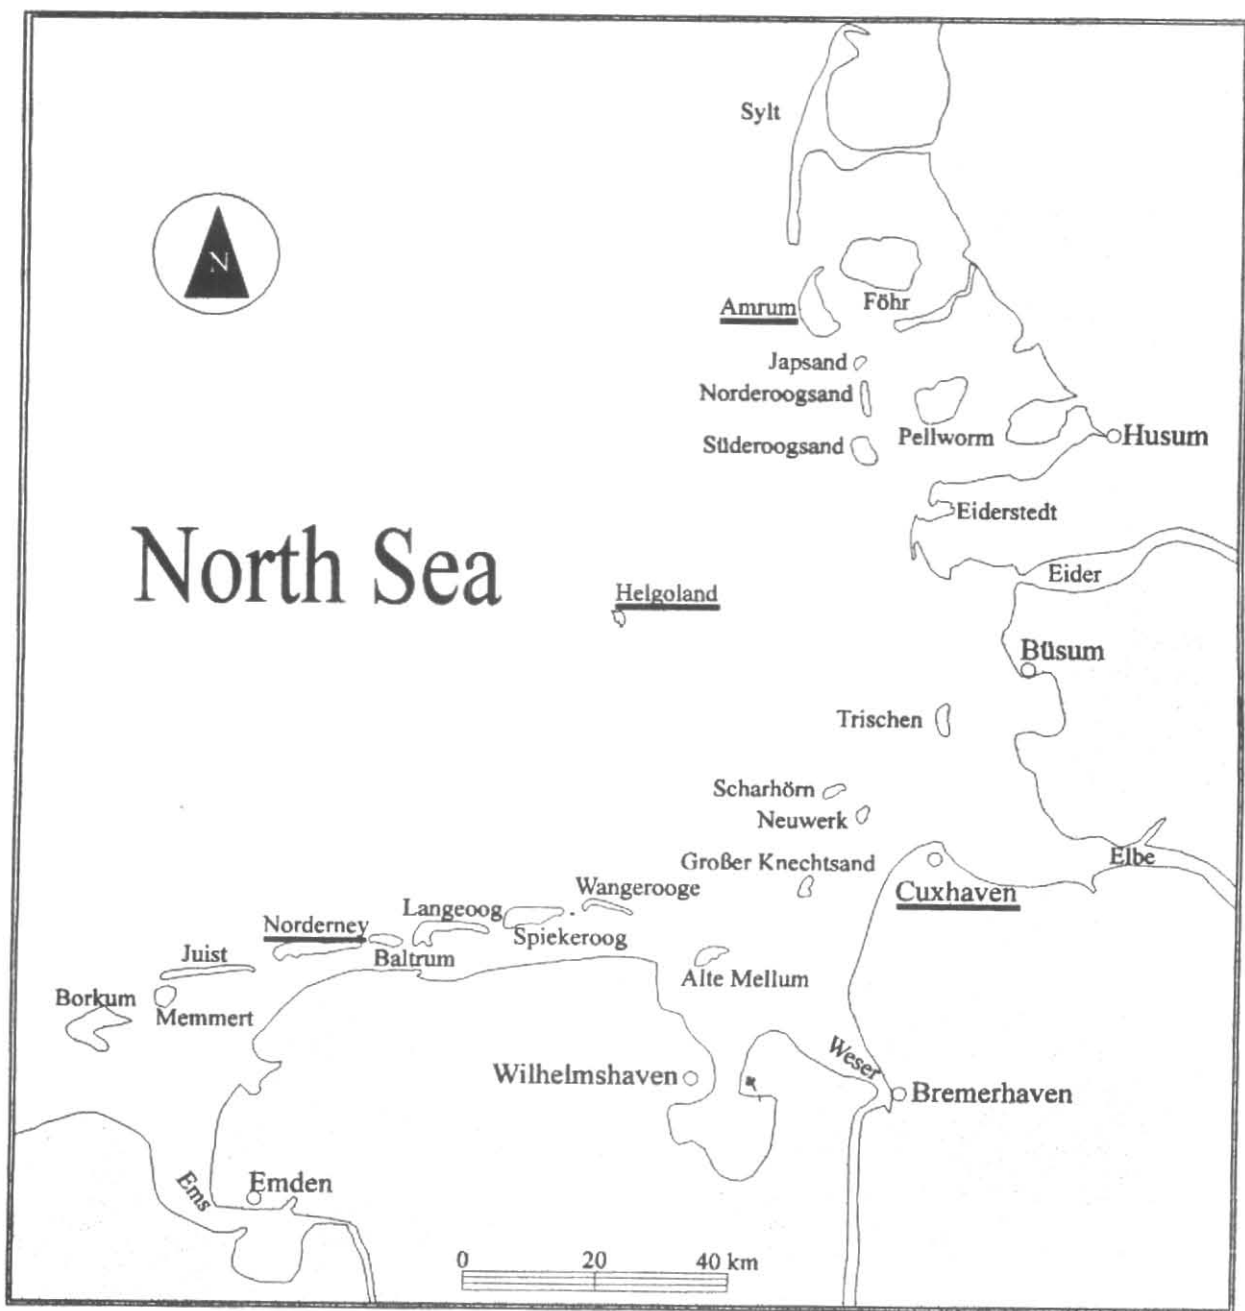 Sylt
N
Amrum
Föhr
Japsand
Norderoogsand
Pellworm
Husum
Süderoogsand
Eiderstedt
North Sea
Eider
Helgoland
Büsum
Trischen
Scharhörn
Neuwerk
Elbe
Großer Knechtsand
Cuxhaven
Wangerooge
Langeoog
Norderney
Spiekeroog
Baltrum
Juist
Alte Mellum
Borkum
Memmert
Weser
Wilhelmshaven
Bremerhaven
Emden
Ems
0 20 40 km